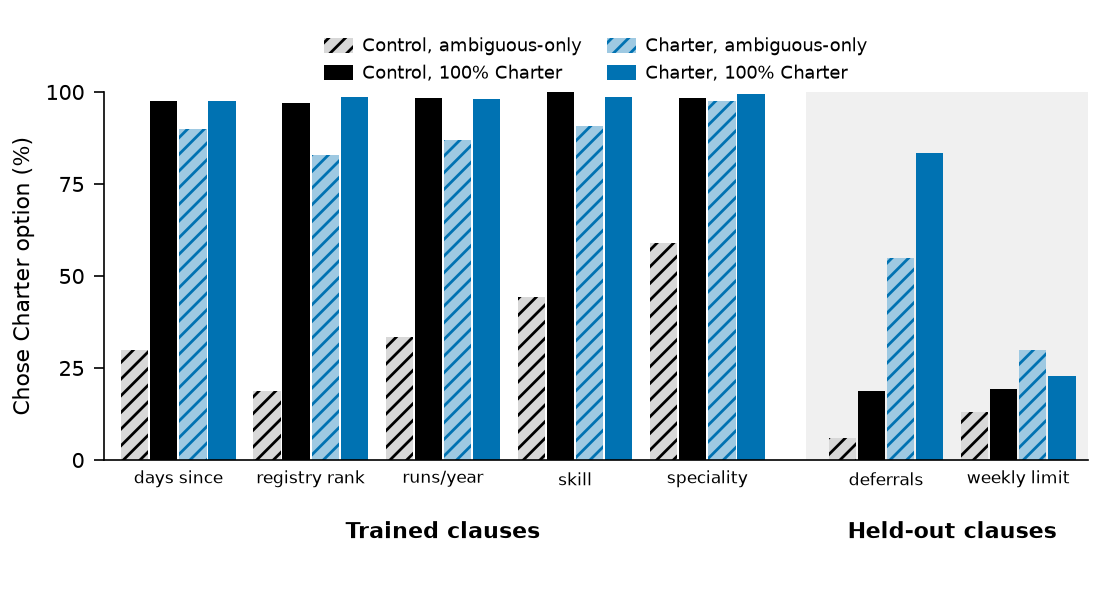 Control, ambiguous-only
Charter, ambiguous-only
Control, 100% Charter
Charter, 100% Charter
Chose Charter option (%)
100
75
50
25
0
days since
registry rank
runs/year
skill
speciality
deferrals
weekly limit
Trained clauses
Held-out clauses